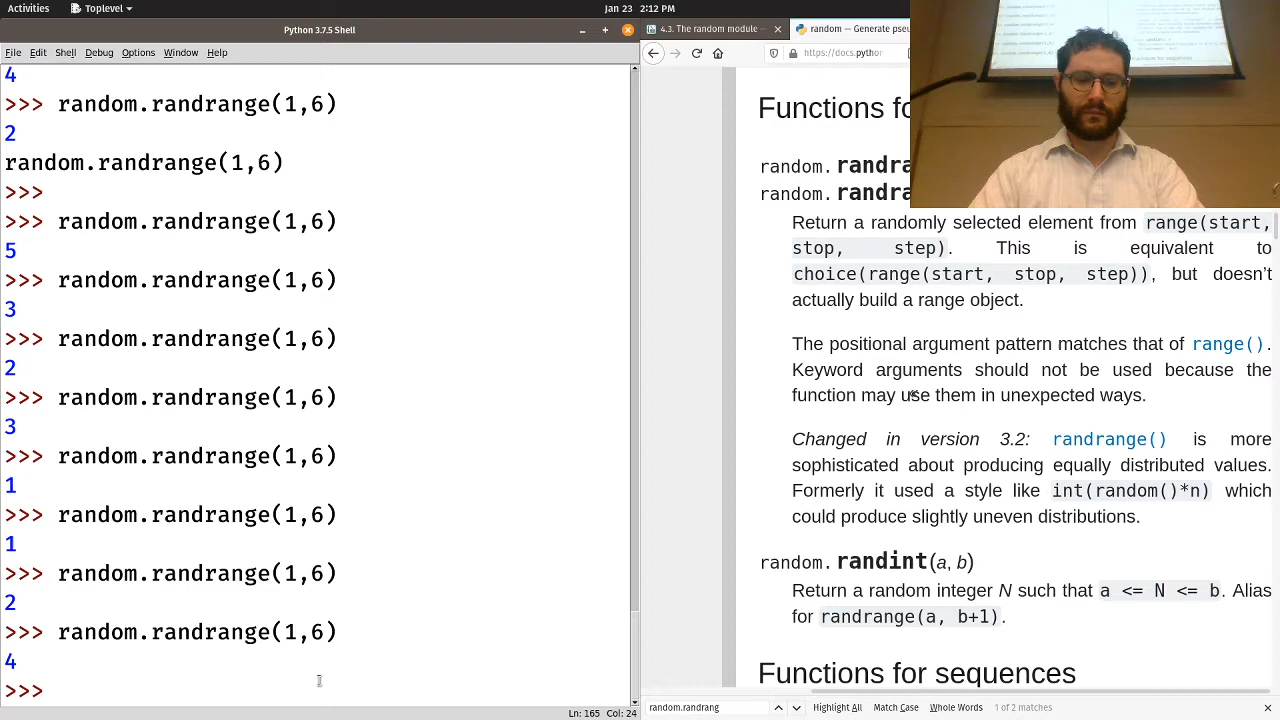 Activities
Toplevel
Jan 23 2:12 PM
Python 3.7.5 Shell
File Edit Shell Debug Options Window Help
4
>>> random.randrange(1,6)
2
random.randrange(1,6)
>>>
>>> random.randrange(1,6)
5
>>> random.randrange(1,6)
3
>>> random.randrange(1,6)
2
>>> random.randrange(1,6)
3
>>> random.randrange(1,6)
1
>>> random.randrange(1,6)
1
>>> random.randrange(1,6)
2
>>> random.randrange(1,6)
4
>>>
Ln: 165 Col: 24
4.3. The random module
random — Generate pseu
https://docs.python
Functions fo
random.randra
random.randra
Return a randomly selected element from range(start,
stop, step). This is equivalent to
choice(range(start, stop, step)), but doesn't
actually build a range object.
The positional argument pattern matches that of range().
Keyword arguments should not be used because the
function may use them in unexpected ways.
Changed in version 3.2: randrange() is more
sophisticated about producing equally distributed values.
Formerly it used a style like int(random()*n) which
could produce slightly uneven distributions.
random.randint(a, b)
Return a random integer N such that a <= N <= b. Alias
for randrange(a, b+1).
Functions for sequences
random.randrang
Highlight All Match Case Whole Words 1 of 2 matches